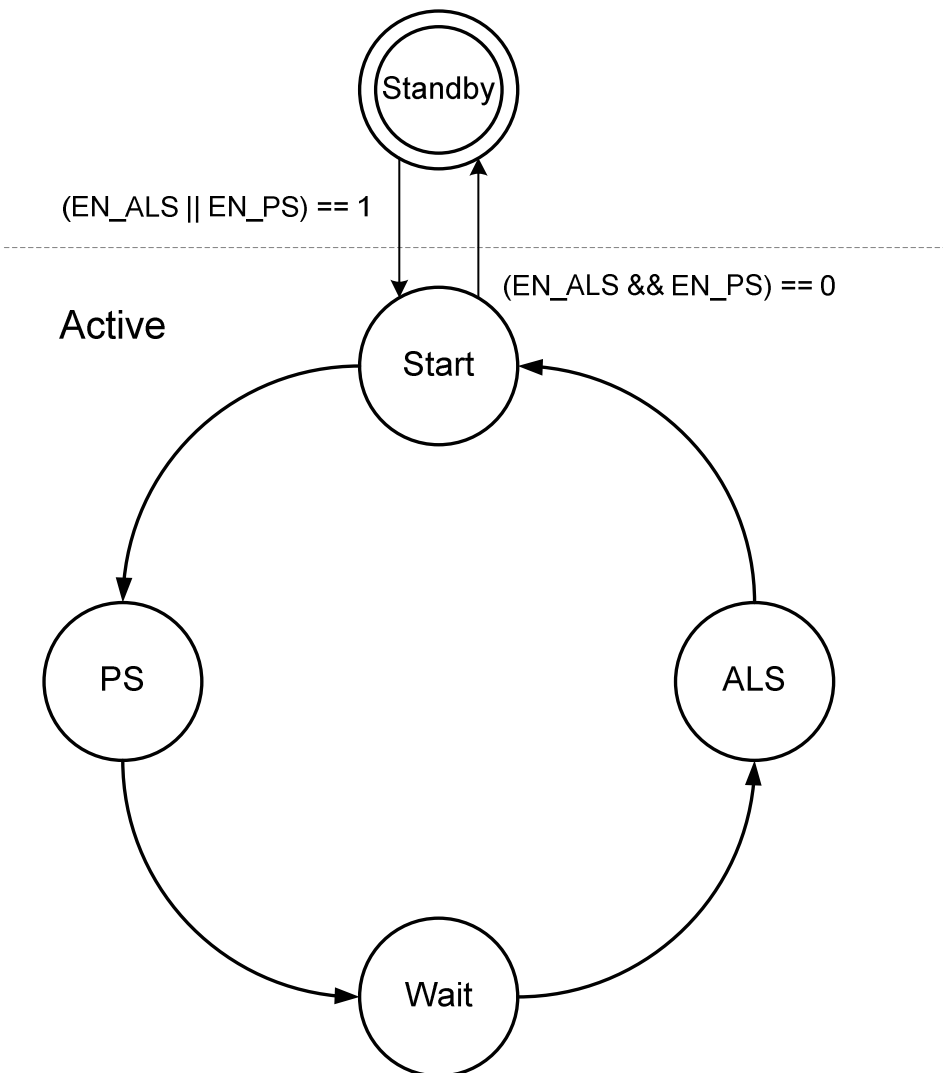 Standby
(EN_ALS || EN_PS) == 1
(EN_ALS && EN_PS) == 0
Active
Start
PS
ALS
Wait